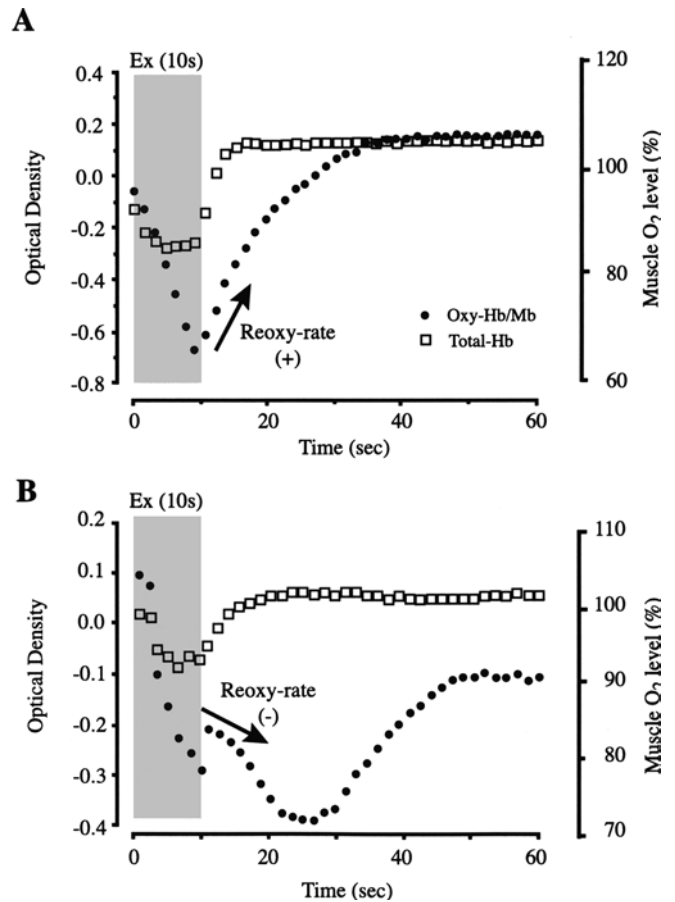 A
Ex (10s)
0.4
0.2
0.0
-0.2
-0.4
-0.6
-0.8
Optical Density
120
100
80
60
Muscle O2 level (%)
Reoxy-rate
(+)
Oxy-Hb/Mb
Total-Hb
0 20 40 60
Time (sec)
B
Ex (10s)
0.2
0.1
0.0
-0.1
-0.2
-0.3
-0.4
Optical Density
110
100
90
80
70
Muscle O2 level (%)
Reoxy-rate
(-)
0 20 40 60
Time (sec)